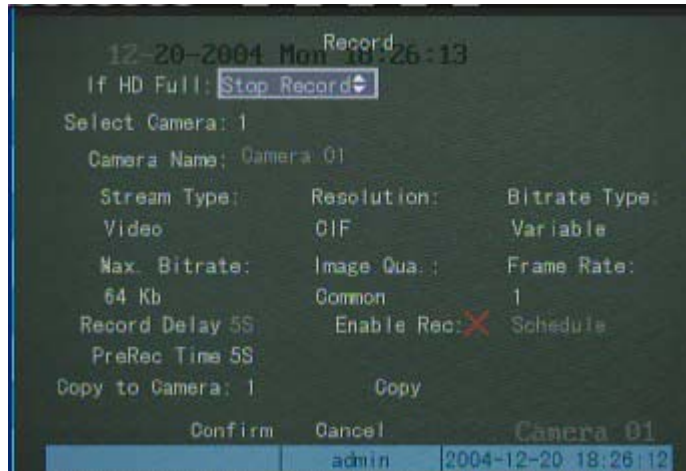 Record
12-20-2004 Mon 18:26:13
If HD Full: Stop Record
Select Camera: 1
Camera Name: Camera 01
Stream Type: Resolution: Bitrate Type:
Video CIF Variable
Max. Bitrate: Image Qua.: Frame Rate:
64 Kb Common 1
Record Delay 5S Enable Rec: Schedule
PreRec Time 5S
Copy to Camera: 1 Copy
Confirm Cancel Camera 01
admin 2004-12-20 18:26:12